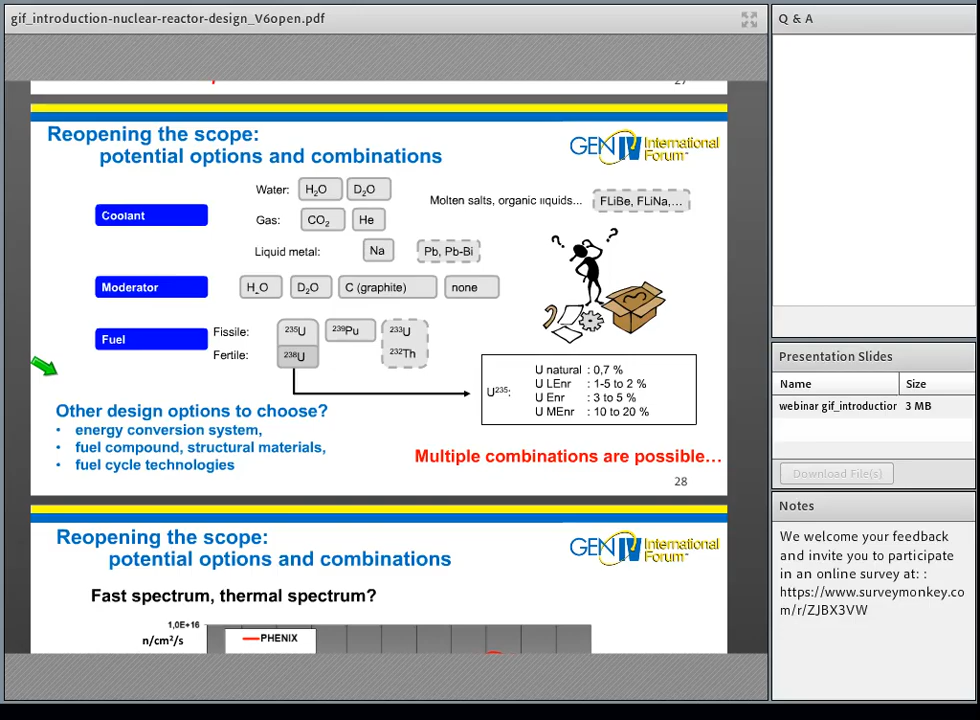 gif_introduction-nuclear-reactor-design_V6open.pdf
Q & A
27
Reopening the scope:
potential options and combinations
GENIV International
Forum™
Water: H2O D2O
Molten salts, organic liquids... FLiBe, FLiNa,...
Coolant
Gas: CO2 He
Liquid metal: Na Pb, Pb-Bi
? ?
Moderator H2O D2O C (graphite) none
Fuel
Fissile: 235U 239Pu 233U
Fertile: 238U 232Th
U235:
U natural : 0,7 %
U LEnr : 1-5 to 2 %
U Enr : 3 to 5 %
U MEnr : 10 to 20 %
Other design options to choose?
• energy conversion system,
• fuel compound, structural materials,
• fuel cycle technologies
Multiple combinations are possible…
28
Reopening the scope:
potential options and combinations
GENIV International
Forum™
Fast spectrum, thermal spectrum?
1,0E+16
n/cm²/s
PHENIX
Presentation Slides
Name Size
webinar gif_introductior 3 MB
Download File(s)
Notes
We welcome your feedback
and invite you to participate
in an online survey at: :
https://www.surveymonkey.co
m/r/ZJBX3VW